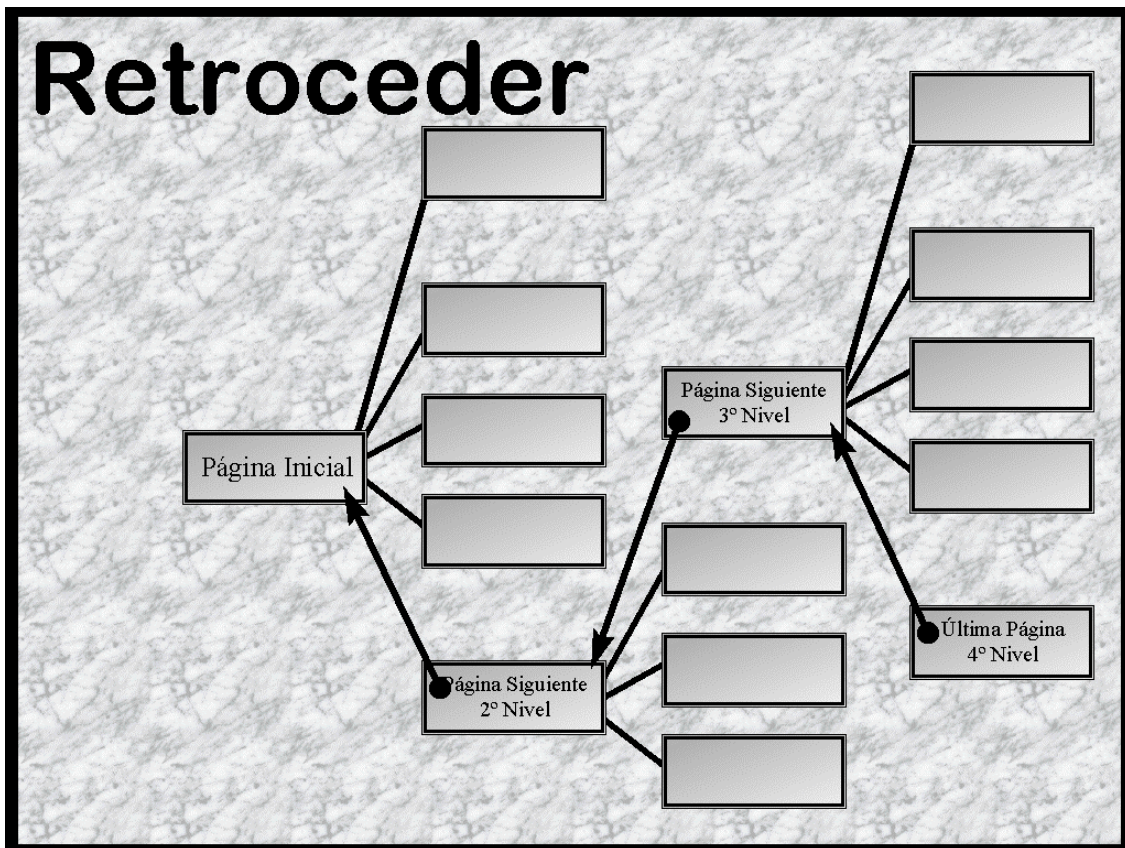 Retroceder
Página Inicial
Página Siguiente
2º Nivel
Página Siguiente
3º Nivel
Última Página
4º Nivel